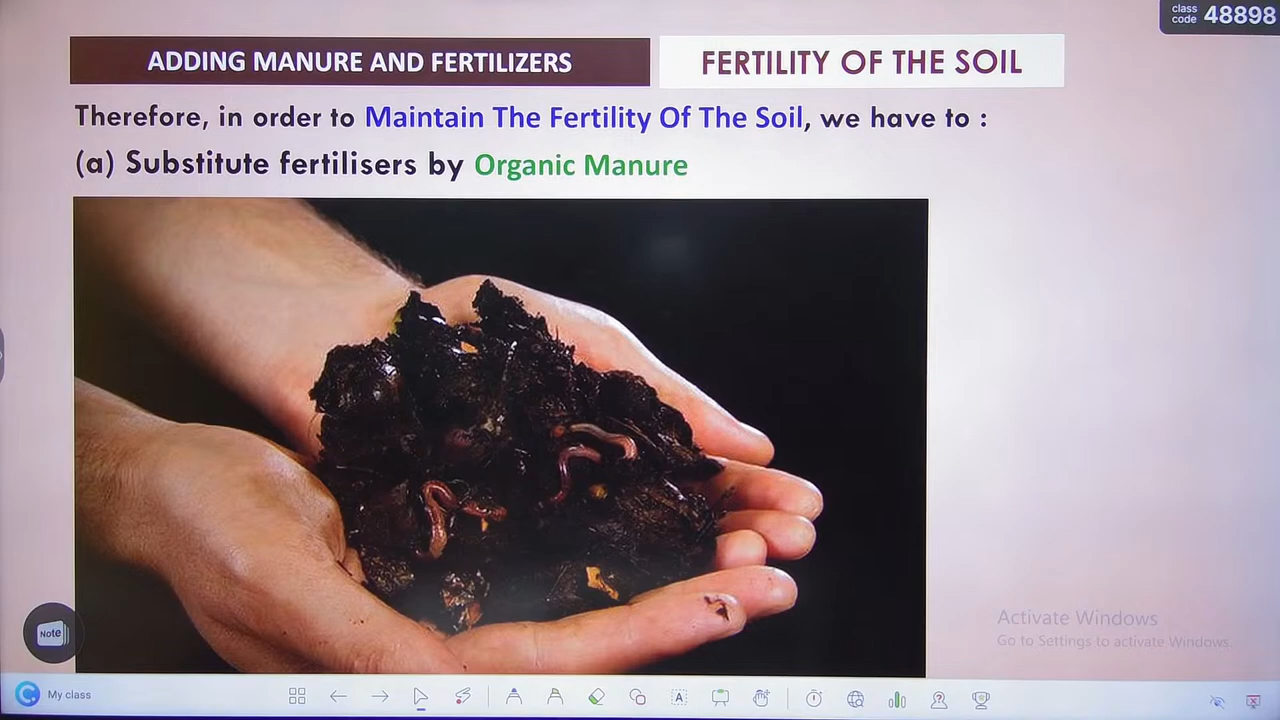 class code 48898
ADDING MANURE AND FERTILIZERS
FERTILITY OF THE SOIL
Therefore, in order to Maintain The Fertility Of The Soil, we have to :
(a) Substitute fertilisers by Organic Manure
Activate Windows
Go to Settings to activate Windows.
Note
My class
A